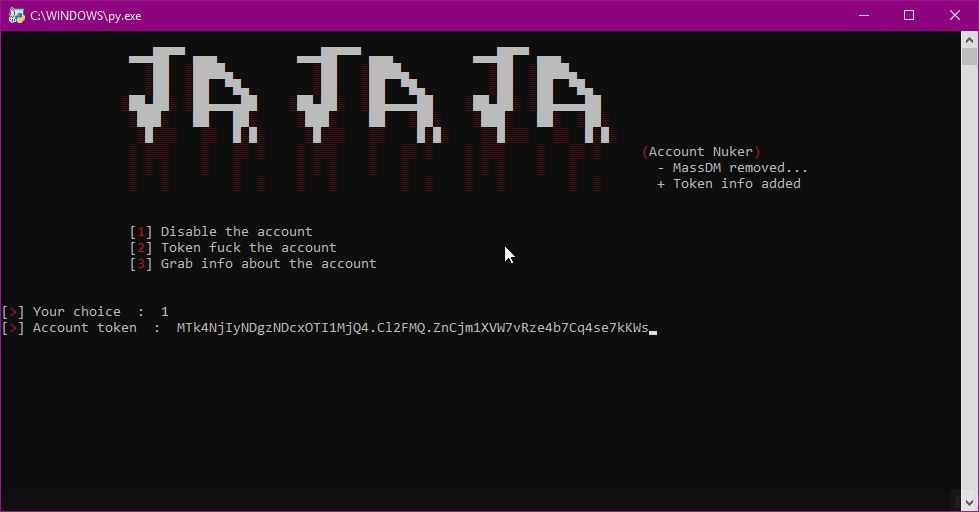 C:\WINDOWS\py.exe
JA JA JA
(Account Nuker)
- MassDM removed...
+ Token info added
[1] Disable the account
[2] Token fuck the account
[3] Grab info about the account
[>] Your choice : 1
[>] Account token : MTk4NjIyNDgzNDcxOTI1MjQ4.Cl2FMQ.ZnCjm1XVW7vRze4b7Cq4se7kKWs